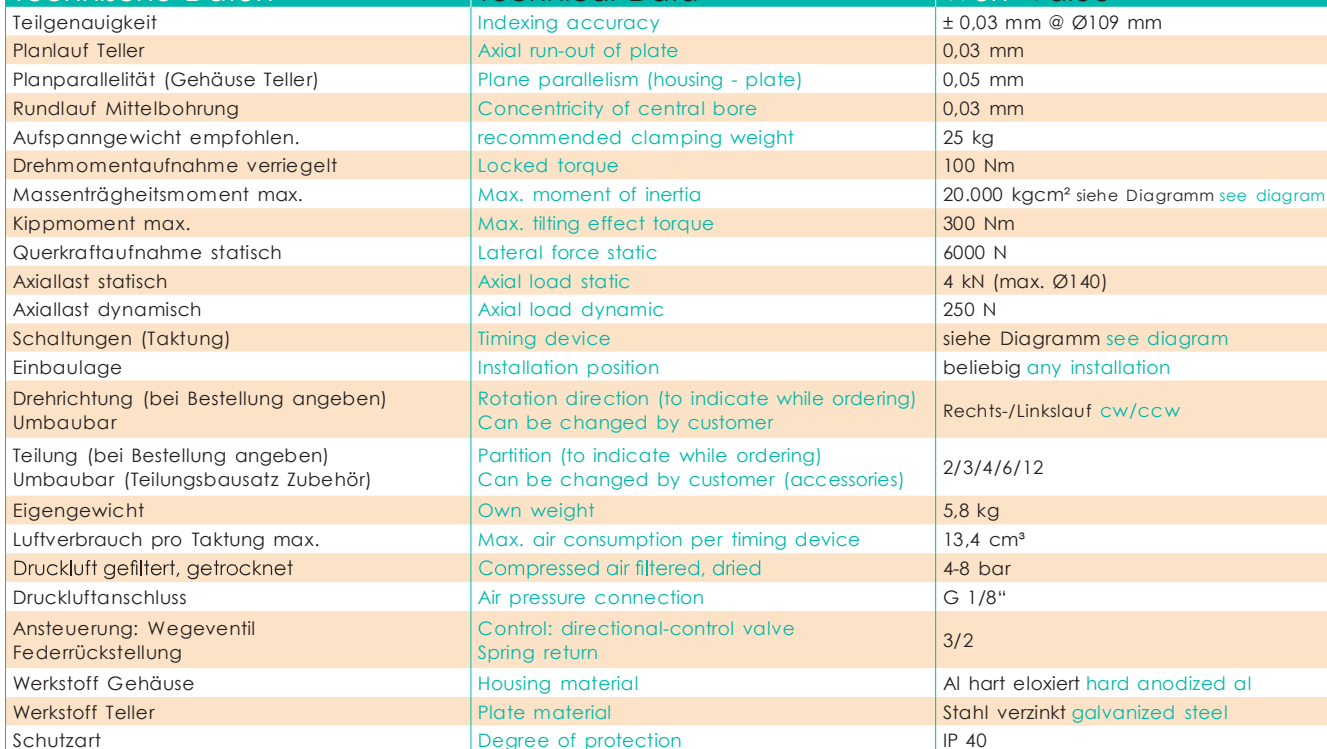 Teilgenauigkeit Indexing accuracy ± 0,03 mm @ Ø109 mm
Planlauf Teller Axial run-out of plate 0,03 mm
Planparallelität (Gehäuse Teller) Plane parallelism (housing - plate) 0,05 mm
Rundlauf Mittelbohrung Concentricity of central bore 0,03 mm
Aufspanngewicht empfohlen. recommended clamping weight 25 kg
Drehmomentaufnahme verriegelt Locked torque 100 Nm
Massenträgheitsmoment max. Max. moment of inertia 20.000 kgcm² siehe Diagramm see diagram
Kippmoment max. Max. tilting effect torque 300 Nm
Querkraftaufnahme statisch Lateral force static 6000 N
Axiallast statisch Axial load static 4 kN (max. Ø140)
Axiallast dynamisch Axial load dynamic 250 N
Schaltungen (Taktung) Timing device siehe Diagramm see diagram
Einbaulage Installation position beliebig any installation
Drehrichtung (bei Bestellung angeben) Rotation direction (to indicate while ordering)
Umbaubar Can be changed by customer
Rechts-/Linkslauf cw/ccw
Teilung (bei Bestellung angeben) Partition (to indicate while ordering)
Umbaubar (Teilungsbausatz Zubehör) Can be changed by customer (accessories)
2/3/4/6/12
Eigengewicht Own weight 5,8 kg
Luftverbrauch pro Taktung max. Max. air consumption per timing device 13,4 cm³
Druckluft gefiltert, getrocknet Compressed air filtered, dried 4-8 bar
Druckluftanschluss Air pressure connection G 1/8“
Ansteuerung: Wegeventil Control: directional-control valve
Federrückstellung Spring return
3/2
Werkstoff Gehäuse Housing material Al hart eloxiert hard anodized al
Werkstoff Teller Plate material Stahl verzinkt galvanized steel
Schutzart Degree of protection IP 40